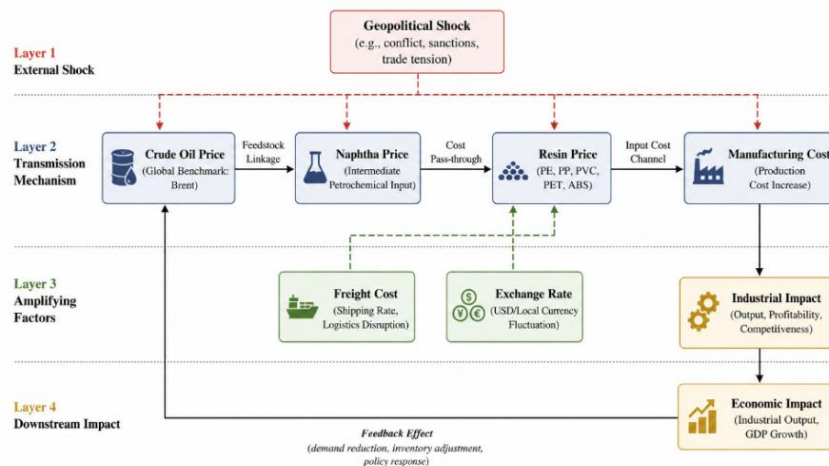 Geopolitical Shock
(e.g., conflict, sanctions,
trade tension)
Layer 1
External Shock
Layer 2
Transmission
Mechanism
Crude Oil Price
(Global Benchmark:
Brent)
Feedstock
Linkage
Naphtha Price
(Intermediate
Petrochemical Input)
Cost
Pass-through
Resin Price
(PE, PP, PVC,
PET, ABS)
Input Cost
Channel
Manufacturing Cost
(Production
Cost Increase)
Layer 3
Amplifying
Factors
Freight Cost
(Shipping Rate,
Logistics Disruption)
$
¥
€
Exchange Rate
(USD/Local Currency
Fluctuation)
Industrial Impact
(Output, Profitability,
Competitiveness)
Layer 4
Downstream Impact
Economic Impact
(Industrial Output,
GDP Growth)
Feedback Effect
(demand reduction, inventory adjustment,
policy response)